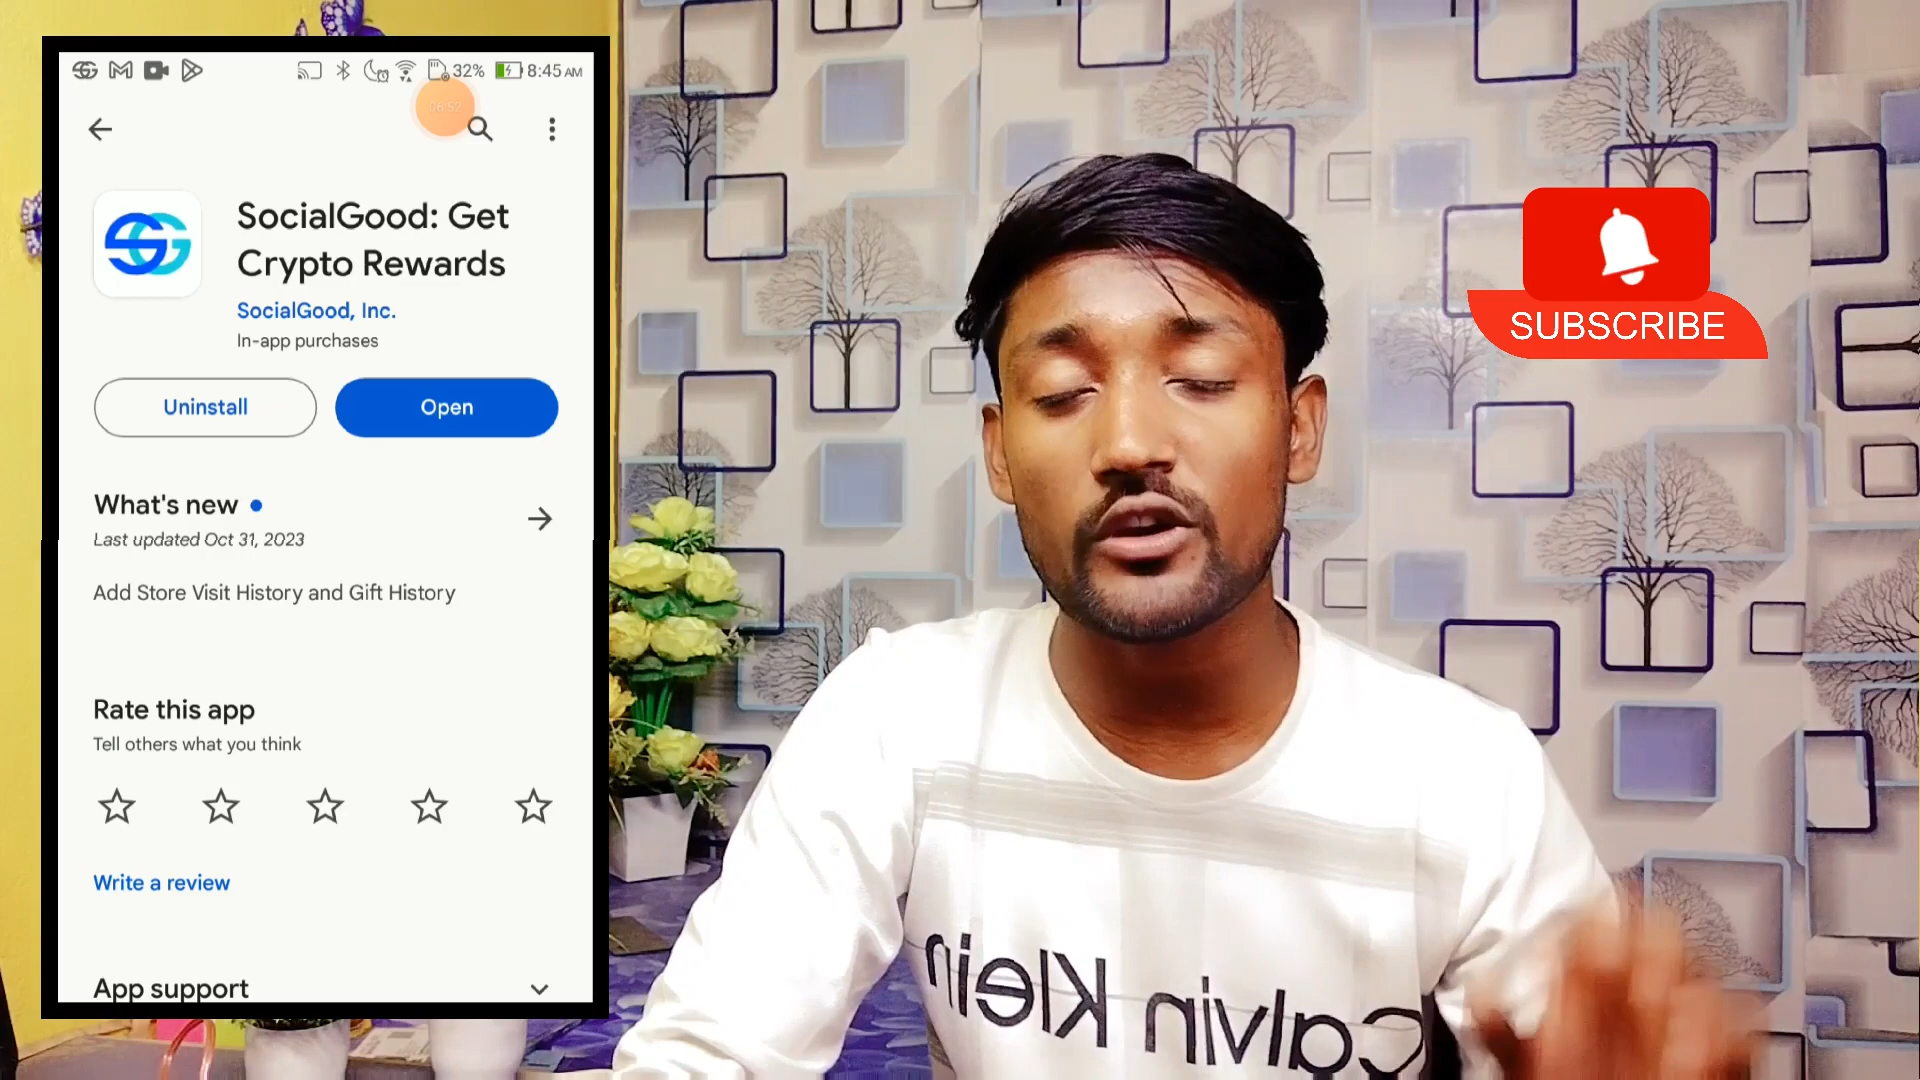 32% 8:45 AM
06:52
SocialGood: Get
Crypto Rewards
SocialGood, Inc.
In-app purchases
Uninstall
Open
What's new
Last updated Oct 31, 2023
Add Store Visit History and Gift History
Rate this app
Tell others what you think
Write a review
App support
SUBSCRIBE
Calvin Klein